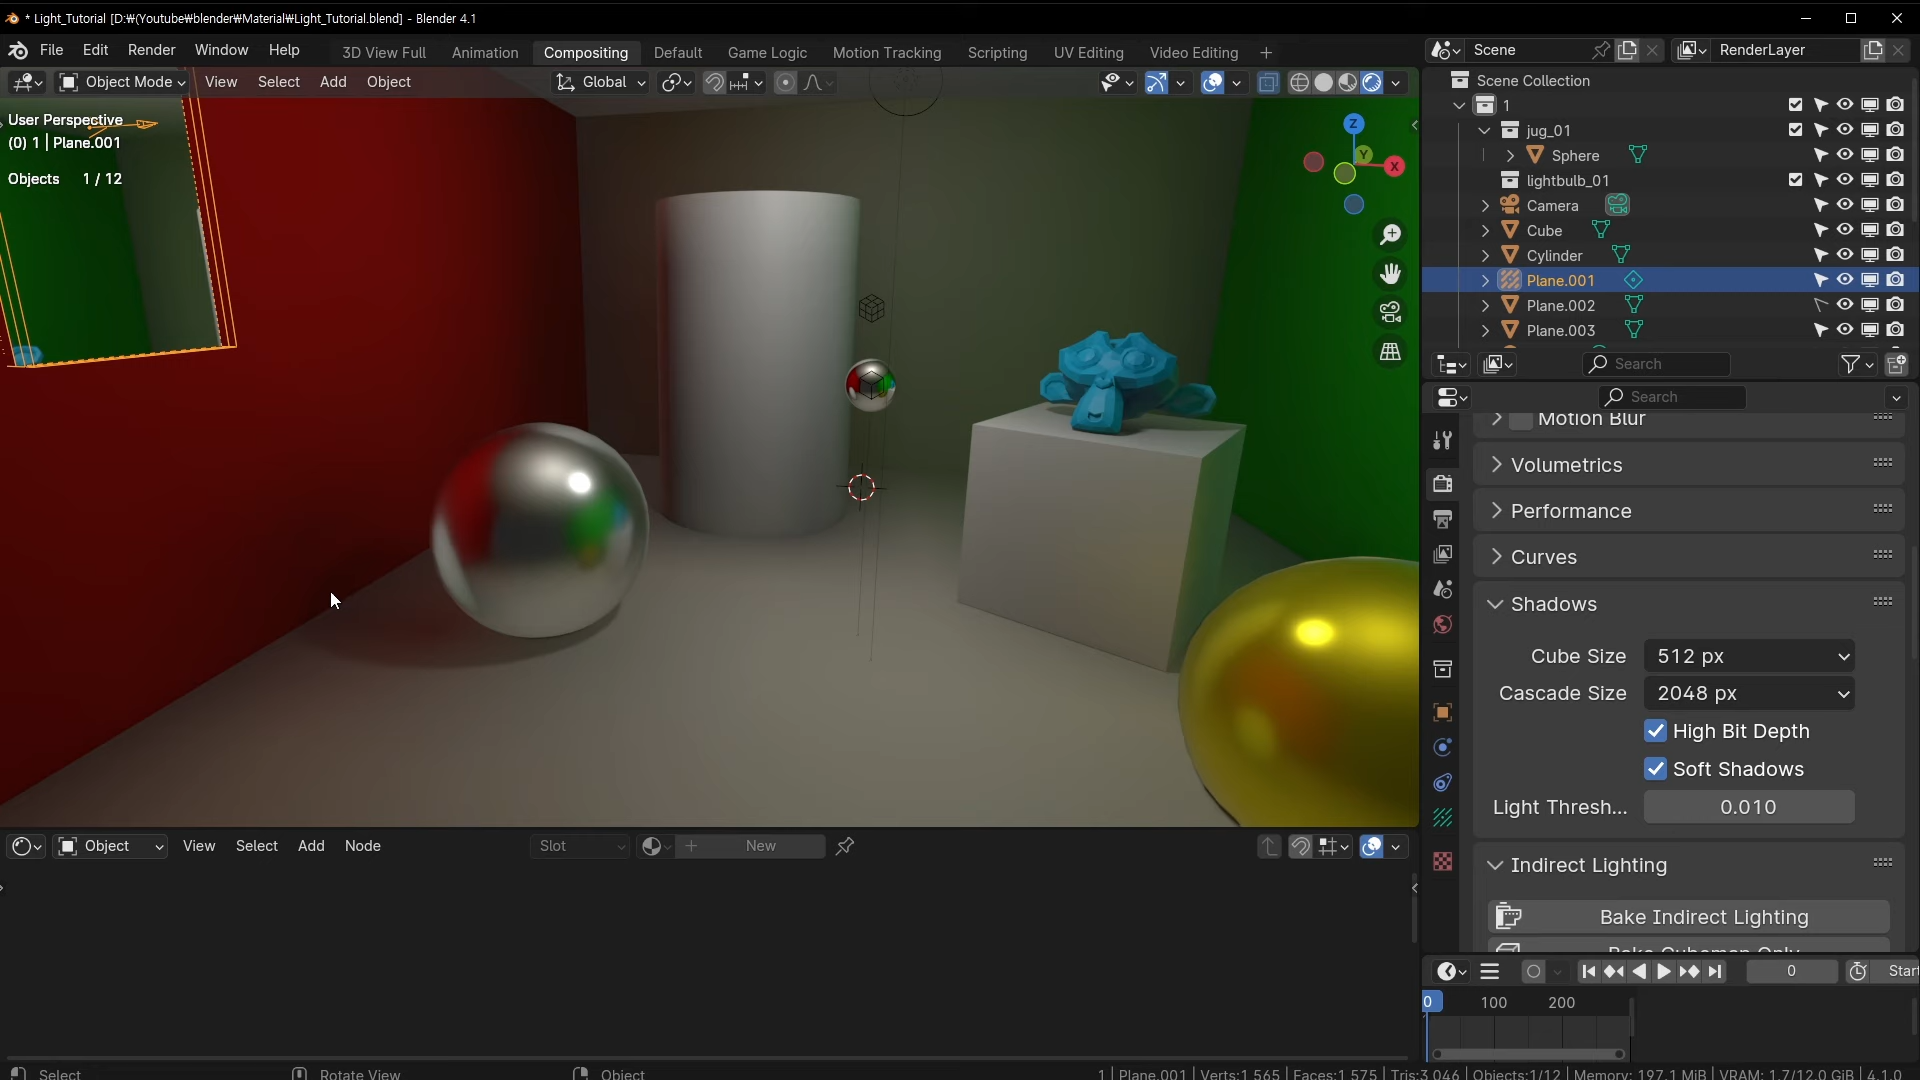 * Light_Tutorial [D:₩(Youtube₩blender₩Material₩Light_Tutorial.blend] - Blender 4.1
File Edit Render Window Help 3D View Full Animation Compositing Default Game Logic Motion Tracking Scripting UV Editing Video Editing + Scene RenderLayer
Object Mode View Select Add Object Global
User Perspective
(0) 1 | Plane.001
Objects 1 / 12
Z
Y
X
Scene Collection
1
jug_01
Sphere
lightbulb_01
Camera
Cube
Cylinder
Plane.001
Plane.002
Plane.003
Search
Search
Motion Blur
Volumetrics
Performance
Curves
Shadows
Cube Size 512 px
Cascade Size 2048 px
High Bit Depth
Soft Shadows
Light Thresh... 0.010
Indirect Lighting
Bake Indirect Lighting
Bake Cubemap Only
Object View Select Add Node Slot New
0 Start
0 100 200
Select Rotate View Object 1 | Plane.001 | Verts:1,565 | Faces:1,575 | Tris:3,046 | Objects:1/12 | Memory: 197.1 MiB | VRAM: 1.7/12.0 GiB | 4.1.0